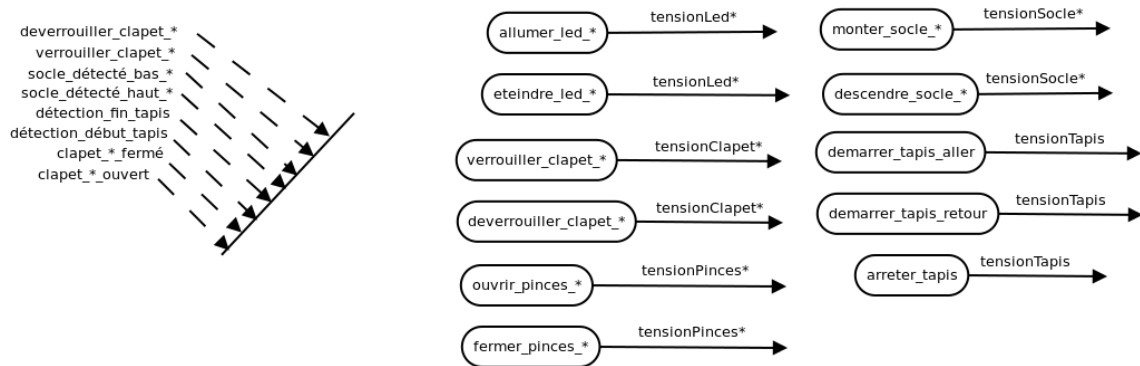 deverrouiller_clapet_*
verrouiller_clapet_*
socle_détecté_bas_*
socle_détecté_haut_*
détection_fin_tapis
détection_début_tapis
clapet_*_fermé
clapet_*_ouvert
allumer_led_*
tensionLed*
eteindre_led_*
tensionLed*
verrouiller_clapet_*
tensionClapet*
deverrouiller_clapet_*
tensionClapet*
ouvrir_pinces_*
tensionPinces*
fermer_pinces_*
tensionPinces*
monter_socle_*
tensionSocle*
descendre_socle_*
tensionSocle*
demarrer_tapis_aller
tensionTapis
demarrer_tapis_retour
tensionTapis
arreter_tapis
tensionTapis